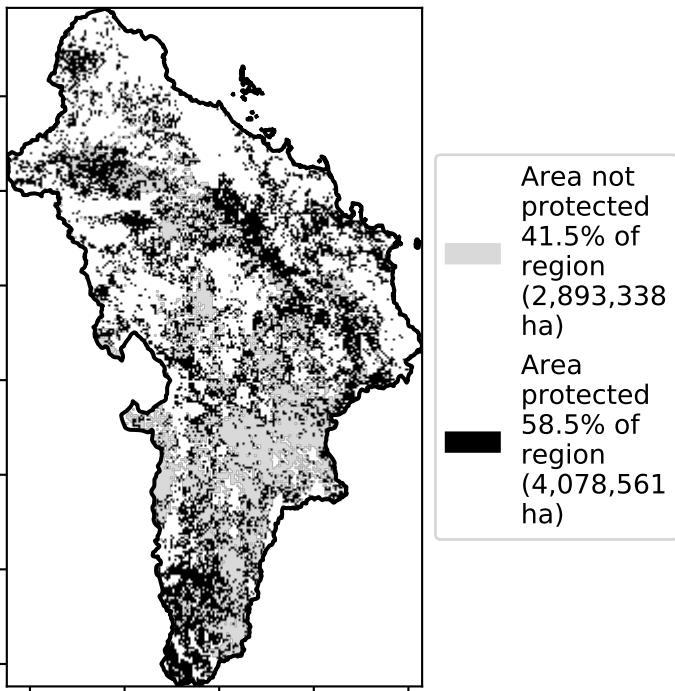 Area not
protected
41.5% of
region
(2,893,338
ha)
Area
protected
58.5% of
region
(4,078,561
ha)